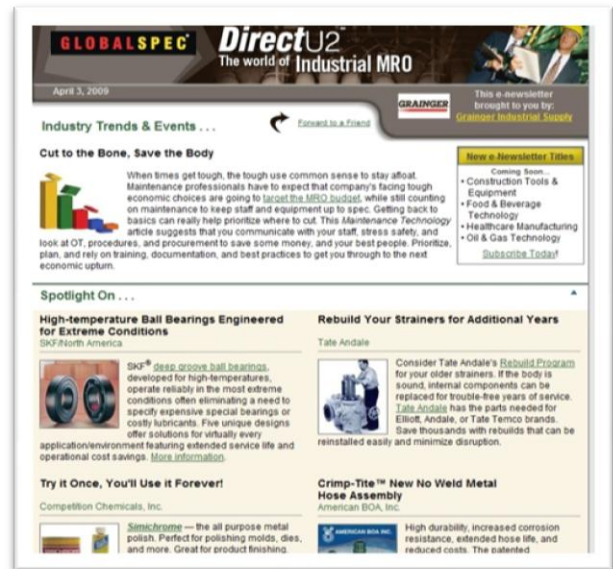 GLOBALSPEC®
DirectU2™
The world of Industrial MRO
April 3, 2009
GRAINGER
This e-newsletter
brought to you by:
Grainger Industrial Supply
Industry Trends & Events . . .
Forward to a Friend
Cut to the Bone, Save the Body
When times get tough, the tough use common sense to stay afloat.
Maintenance professionals have to expect that company's facing tough
economic choices are going to target the MRO budget, while still counting
on maintenance to keep staff and equipment up to spec. Getting back to
basics can really help prioritize where to cut. This Maintenance Technology
article suggests that you communicate with your staff, stress safety, and
look at OT, procedures, and procurement to save some money, and your best people. Prioritize,
plan, and rely on training, documentation, and best practices to get you through to the next
economic upturn.
New e-Newsletter Titles
Coming Soon...
• Construction Tools &
Equipment
• Food & Beverage
Technology
• Healthcare Manufacturing
• Oil & Gas Technology
Subscribe Today!
Spotlight On . . .
High-temperature Ball Bearings Engineered
for Extreme Conditions
SKF/North America
SKF® deep groove ball bearings,
developed for high-temperatures,
operate reliably in the most extreme
conditions often eliminating a need to
specify expensive special bearings or
costly lubricants. Five unique designs
offer solutions for virtually every
application/environment featuring extended service life and
operational cost savings. More information.
Rebuild Your Strainers for Additional Years
Tate Andale
Consider Tate Andale's Rebuild Program
for your older strainers. If the body is
sound, internal components can be
replaced for trouble-free years of service.
Tate Andale has the parts needed for
Elliott, Andale, or Tate Temco brands.
Save thousands with rebuilds that can be
reinstalled easily and minimize disruption.
Try it Once, You'll Use it Forever!
Competition Chemicals, Inc.
Simichrome — the all purpose metal
polish. Perfect for polishing molds, dies,
and more. Great for product finishing.
Crimp-Tite™ New No Weld Metal
Hose Assembly
American BOA, Inc.
AMERICAN BOA INC.
High durability, increased corrosion
resistance, extended hose life, and
reduced costs. The patented